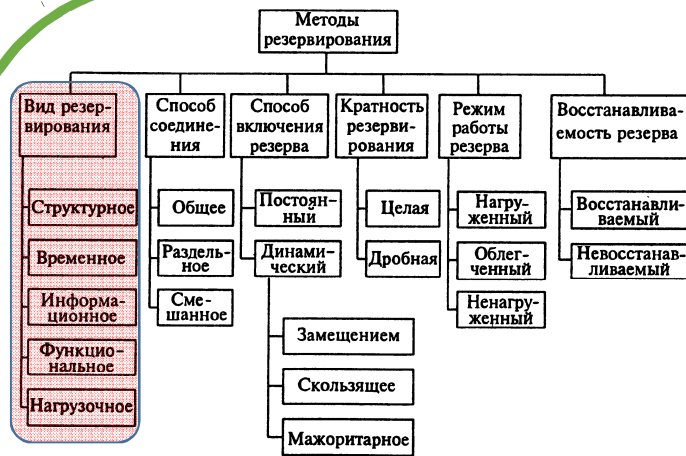 Методы
резервирования
Вид резер-
вирования
Структурное
Временное
Информа-
ционное
Функцио-
нальное
Нагрузочное
Способ
соедине-
ния
Общее
Раздель-
ное
Сме-
шанное
Способ
включения
резерва
Постоян-
ный
Динами-
ческий
Замещением
Скользящее
Мажоритарное
Кратность
резерви-
рования
Целая
Дробная
Режим
работы
резерва
Нагру-
женный
Облег-
ченный
Ненагру-
женный
Восстанавлива-
емость резерва
Восстанавли-
ваемый
Невосстанав-
ливаемый